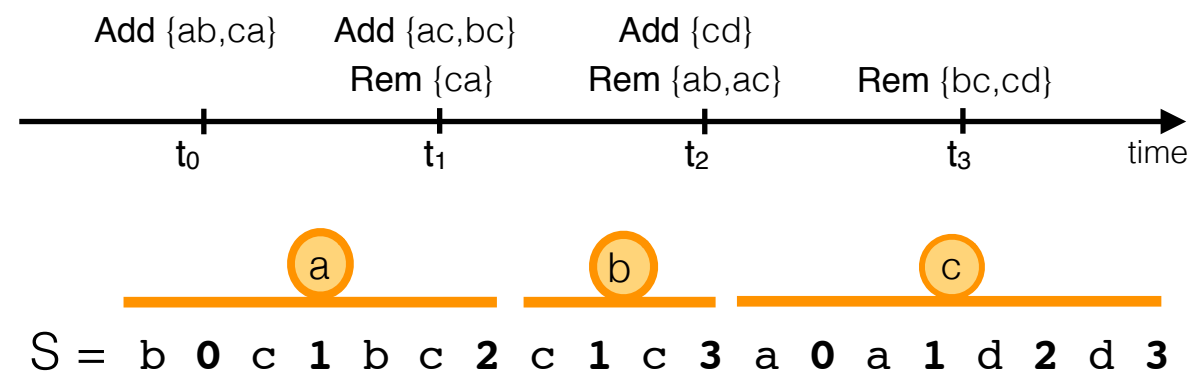 Add {ab,ca} Add {ac,bc} Add {cd}
Rem {ca} Rem {ab,ac} Rem {bc,cd}
t₀ t₁ t₂ t₃ time
a b c
S = b 0 c 1 b c 2 c 1 c 3 a 0 a 1 d 2 d 3